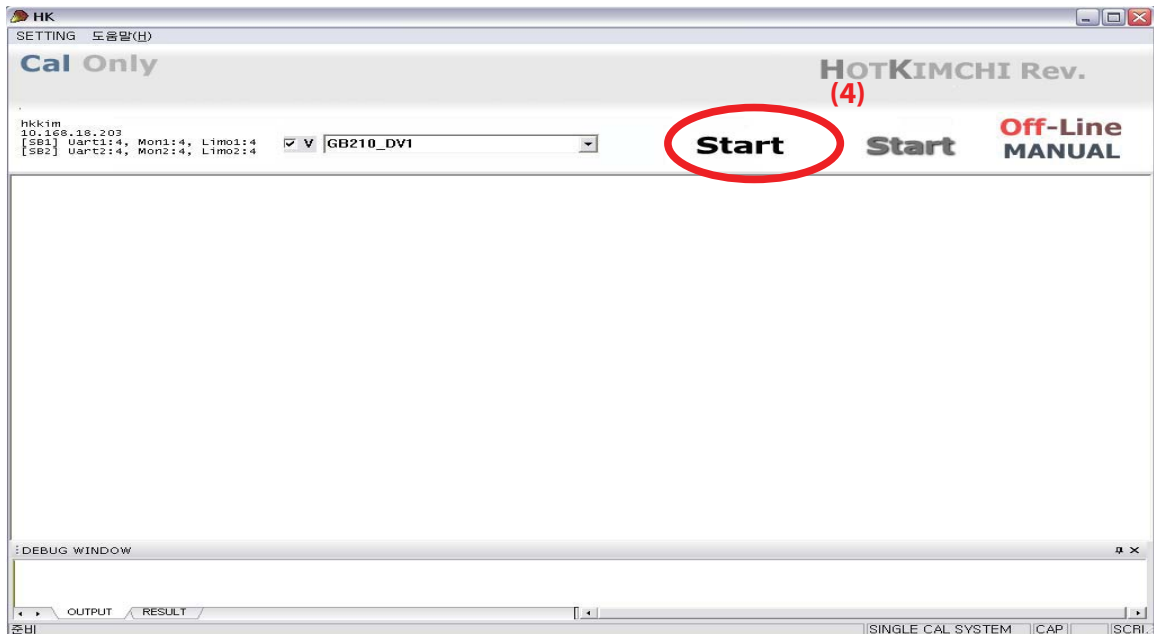 HK
SETTING 도움말(H)
Cal Only
HOTKIMCHI Rev.
(4)
hkkim
10.168.18.203
[SB1] Uart1:4, Mon1:4, Limo1:4
[SB2] Uart2:4, Mon2:4, Limo2:4
V GB210_DV1
Start
Start
Off-Line
MANUAL
DEBUG WINDOW
OUTPUT RESULT
준비 SINGLE CAL SYSTEM CAP SCRL